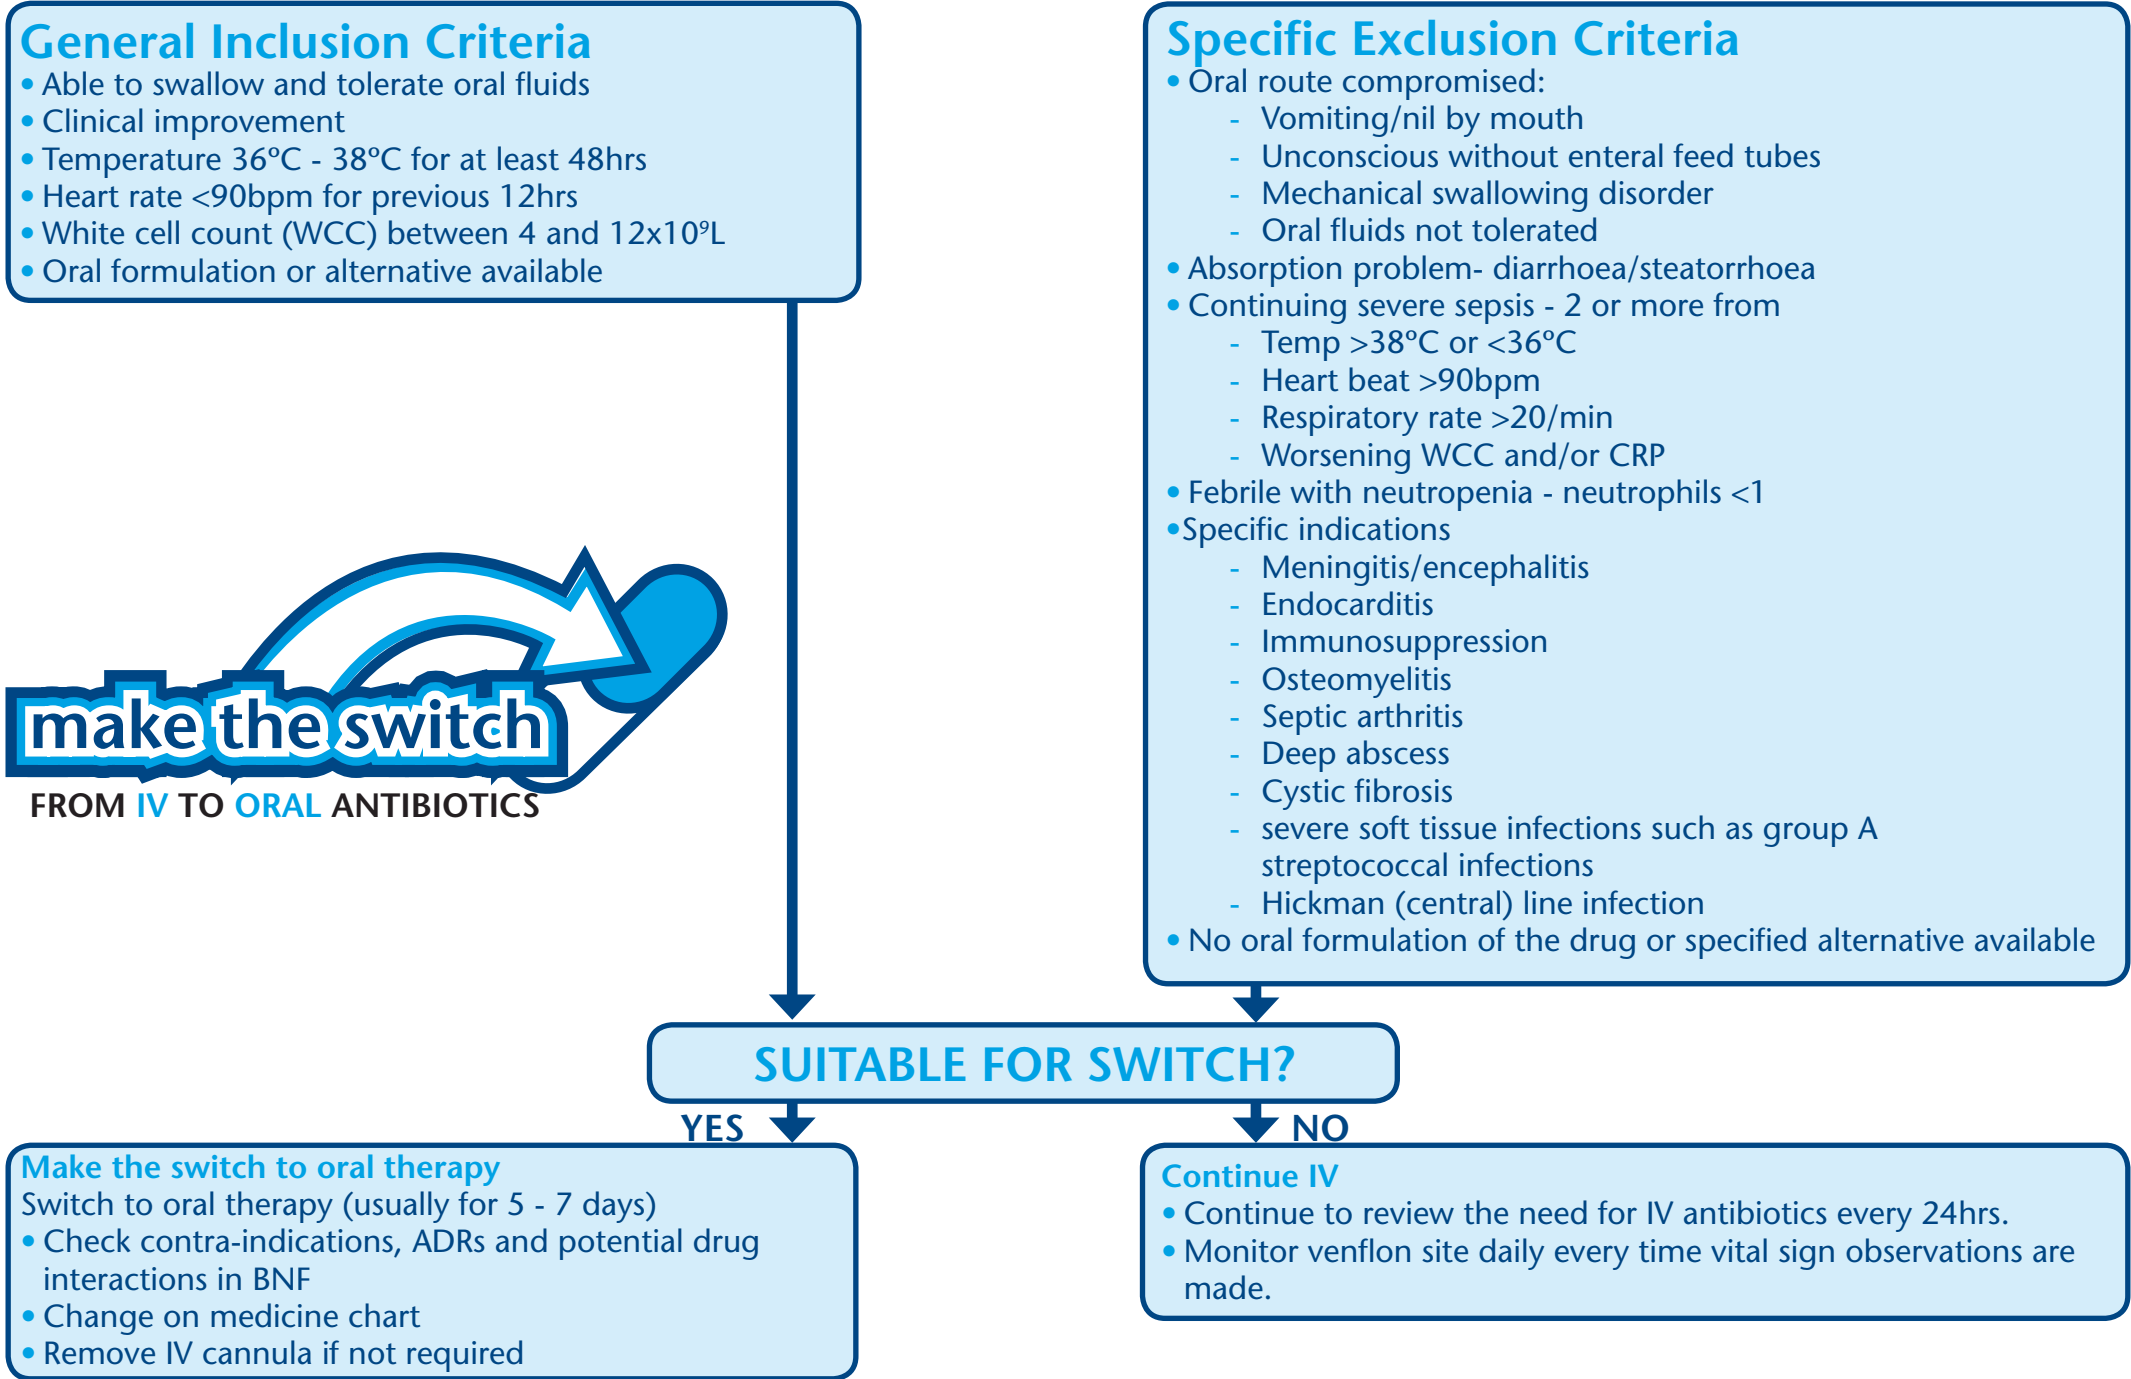 General Inclusion Criteria
• Able to swallow and tolerate oral fluids
• Clinical improvement
• Temperature 36ºC - 38ºC for at least 48hrs
• Heart rate <90bpm for previous 12hrs
• White cell count (WCC) between 4 and 12x10⁹L
• Oral formulation or alternative available
Specific Exclusion Criteria
• Oral route compromised:
- Vomiting/nil by mouth
- Unconscious without enteral feed tubes
- Mechanical swallowing disorder
- Oral fluids not tolerated
• Absorption problem- diarrhoea/steatorrhoea
• Continuing severe sepsis - 2 or more from
- Temp >38ºC or <36ºC
- Heart beat >90bpm
- Respiratory rate >20/min
- Worsening WCC and/or CRP
• Febrile with neutropenia - neutrophils <1
•Specific indications
- Meningitis/encephalitis
- Endocarditis
- Immunosuppression
- Osteomyelitis
- Septic arthritis
- Deep abscess
- Cystic fibrosis
- severe soft tissue infections such as group A
streptococcal infections
- Hickman (central) line infection
• No oral formulation of the drug or specified alternative available
make the switch
FROM IV TO ORAL ANTIBIOTICS
SUITABLE FOR SWITCH?
YES
NO
Make the switch to oral therapy
Switch to oral therapy (usually for 5 - 7 days)
• Check contra-indications, ADRs and potential drug
interactions in BNF
• Change on medicine chart
• Remove IV cannula if not required
Continue IV
• Continue to review the need for IV antibiotics every 24hrs.
• Monitor venflon site daily every time vital sign observations are
made.